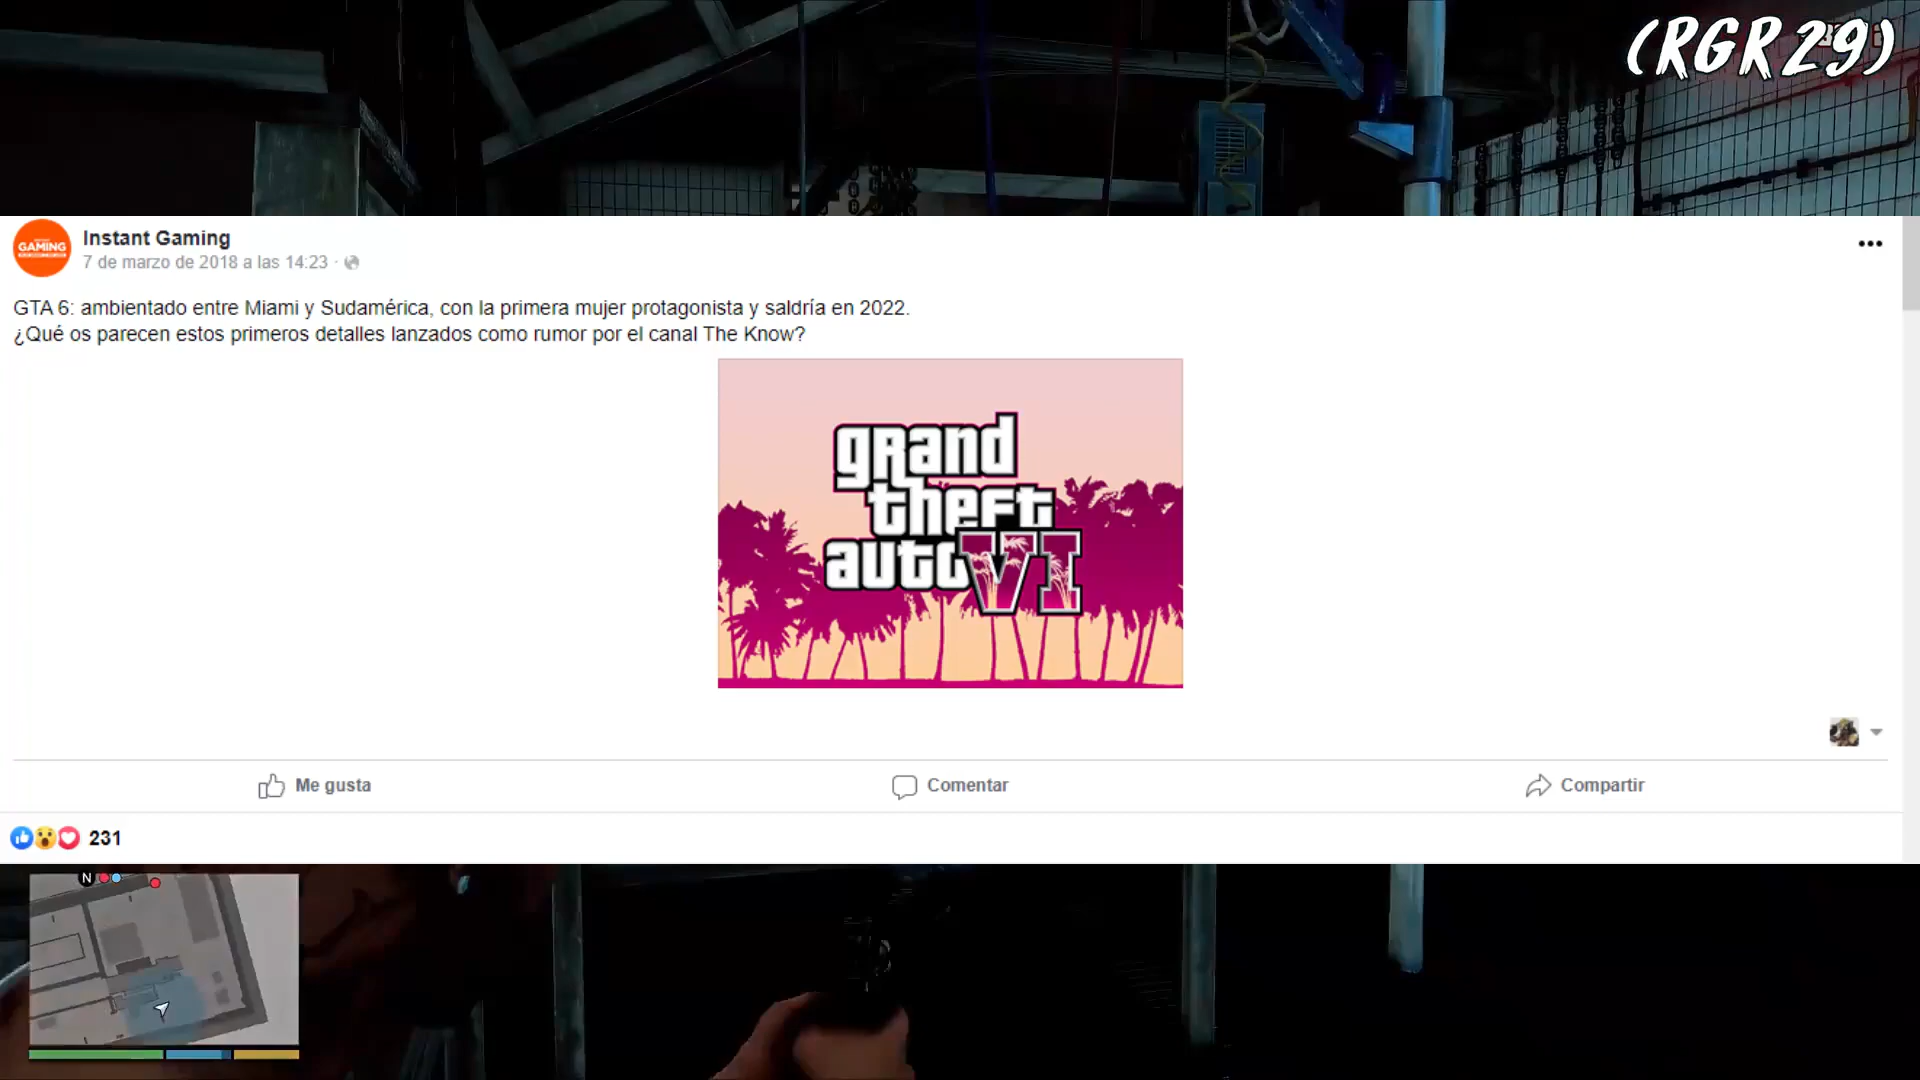 (RGR29)
GAMING
Instant Gaming
7 de marzo de 2018 a las 14:23 ·
GTA 6: ambientado entre Miami y Sudamérica, con la primera mujer protagonista y saldría en 2022.
¿Qué os parecen estos primeros detalles lanzados como rumor por el canal The Know?
grand
theft
auto VI
Me gusta
Comentar
Compartir
231
N